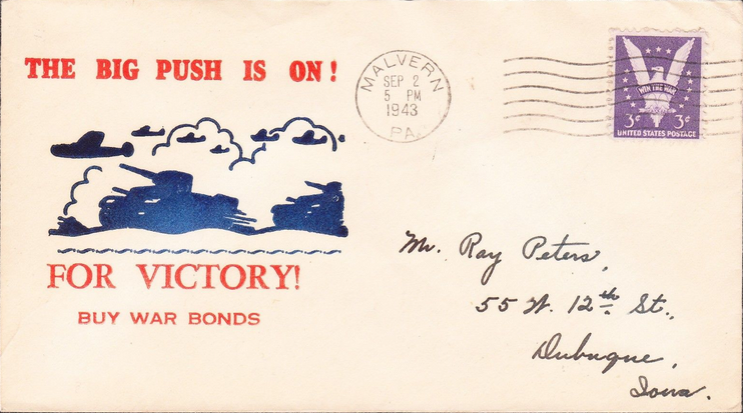 THE BIG PUSH IS ON!
MALVERN
SEP 2
5 PM
1943
PA.
WIN THE WAR
3¢ 3¢
UNITED STATES POSTAGE
FOR VICTORY!
BUY WAR BONDS
Mr. Ray Peters,
55 W. 12th St.,
Dubuque,
Iowa.